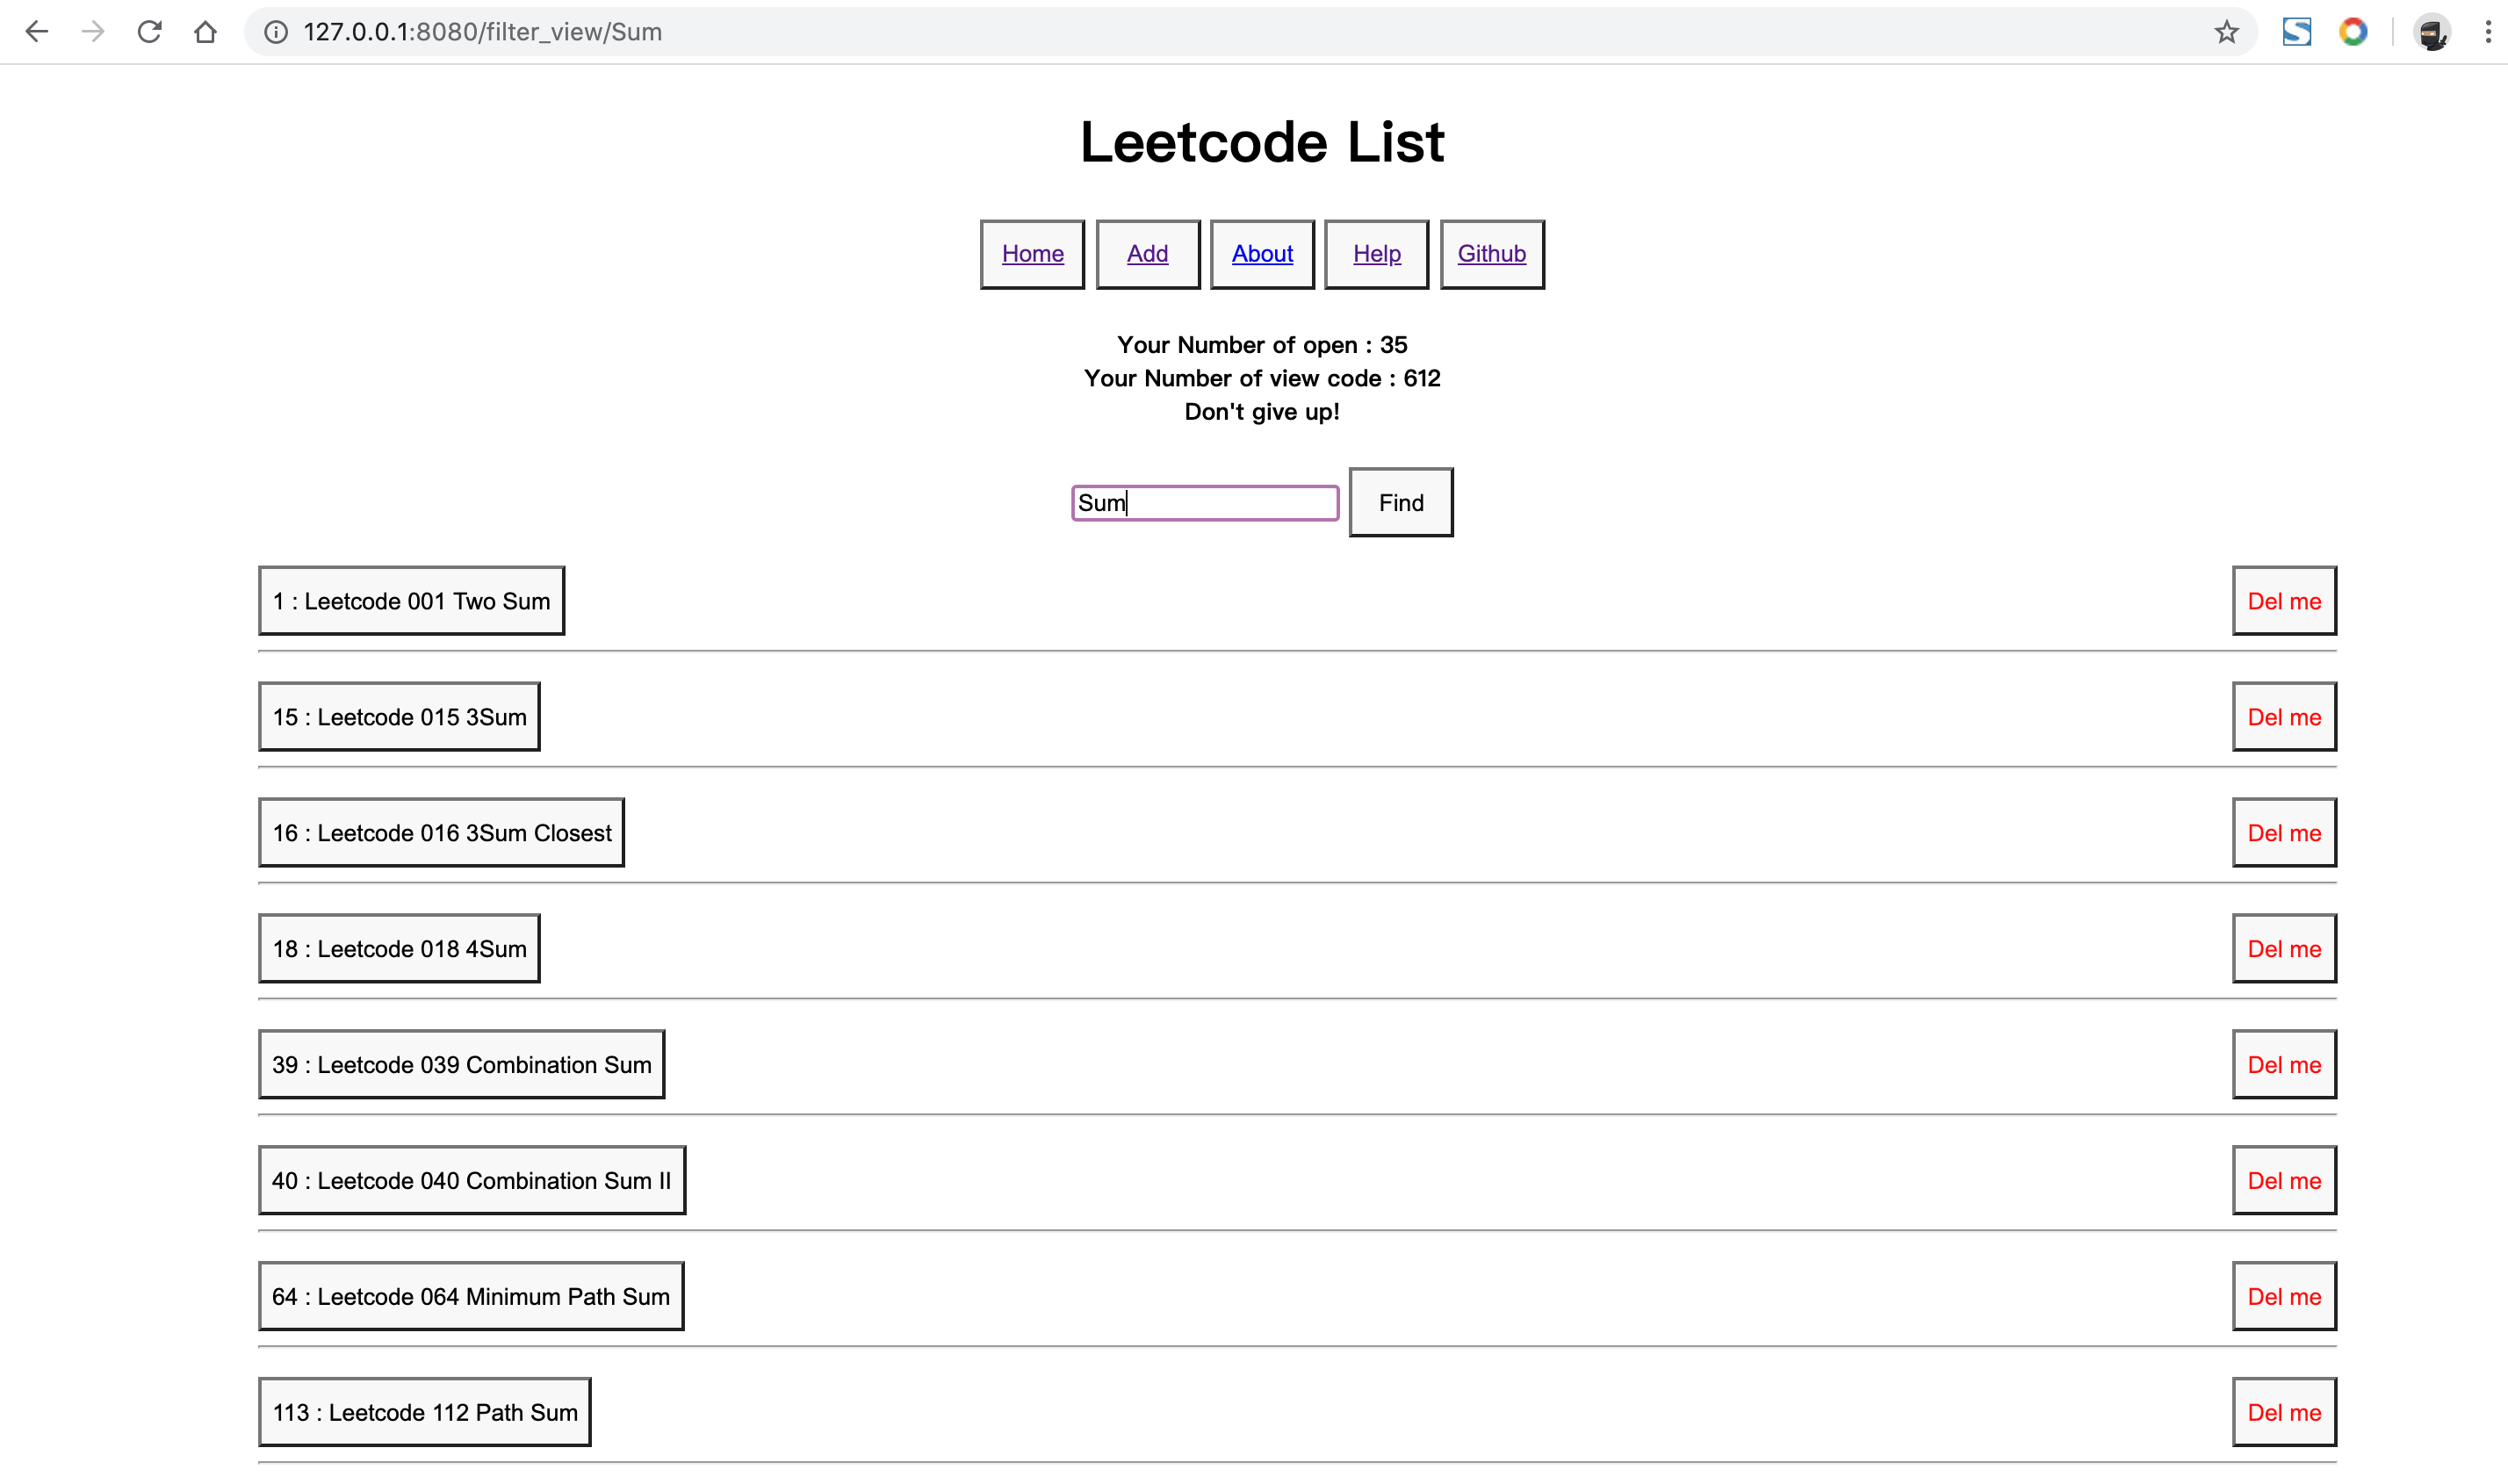 127.0.0.1:8080/filter_view/Sum
Leetcode List
Home Add About Help Github
Your Number of open : 35
Your Number of view code : 612
Don't give up!
Sum Find
1 : Leetcode 001 Two Sum Del me
15 : Leetcode 015 3Sum Del me
16 : Leetcode 016 3Sum Closest Del me
18 : Leetcode 018 4Sum Del me
39 : Leetcode 039 Combination Sum Del me
40 : Leetcode 040 Combination Sum II Del me
64 : Leetcode 064 Minimum Path Sum Del me
113 : Leetcode 112 Path Sum Del me